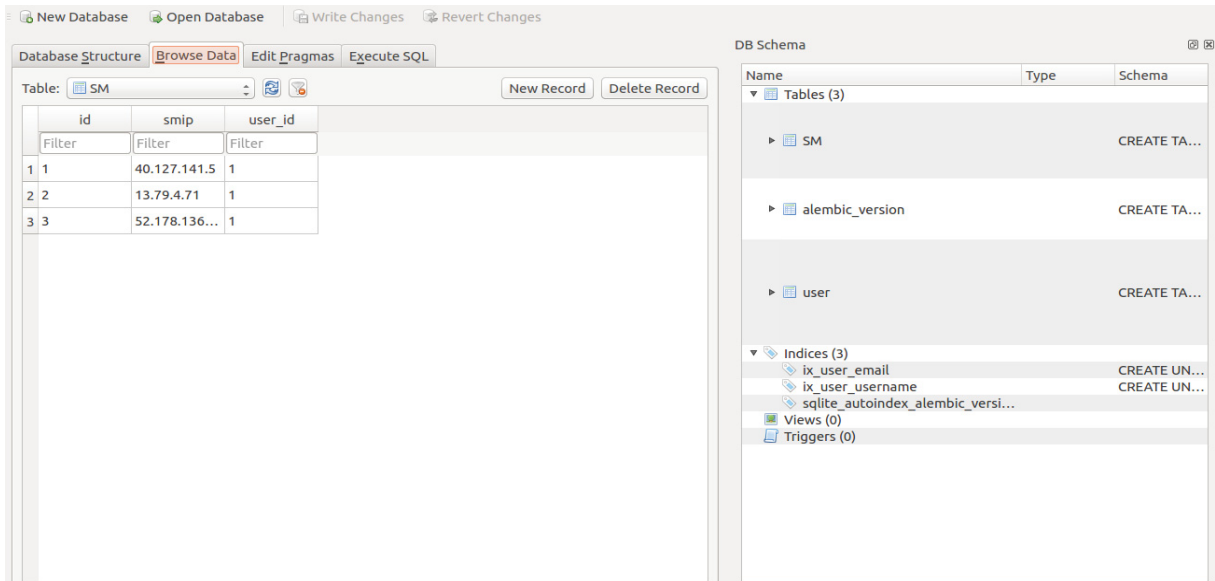 New Database Open Database Write Changes Revert Changes
Database Structure Browse Data Edit Pragmas Execute SQL
Table: SM New Record Delete Record
id smip user_id
Filter Filter Filter
1 1 40.127.141.5 1
2 2 13.79.4.71 1
3 3 52.178.136... 1
DB Schema
Name Type Schema
Tables (3)
SM CREATE TA...
alembic_version CREATE TA...
user CREATE TA...
Indices (3)
ix_user_email CREATE UN...
ix_user_username CREATE UN...
sqlite_autoindex_alembic_versi...
Views (0)
Triggers (0)